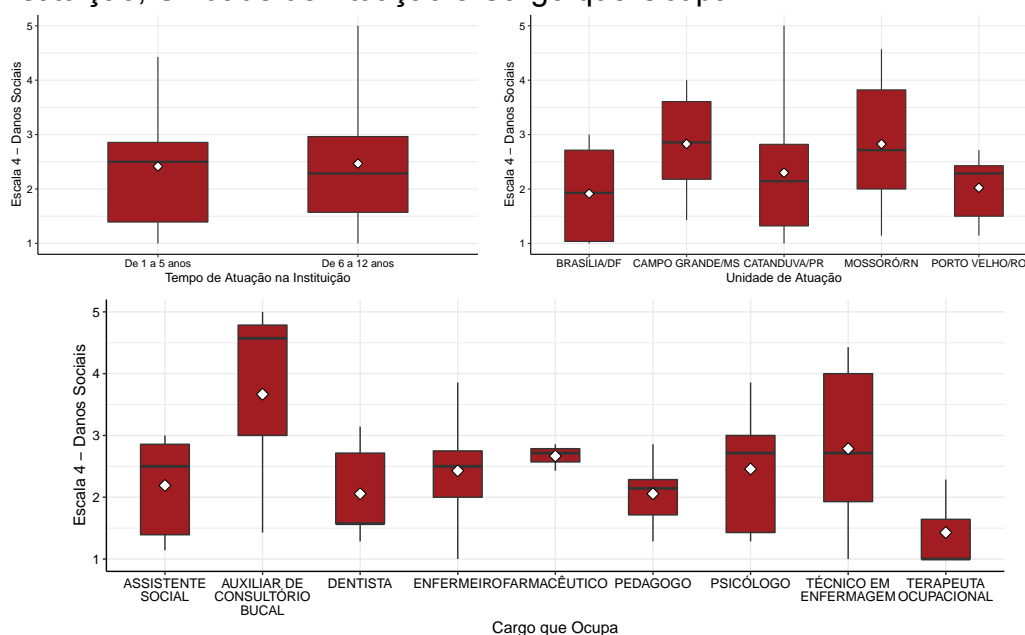 5
4
3
2
1
Escala 4 – Danos Sociais
De 1 a 5 anos
De 6 a 12 anos
Tempo de Atuação na Instituição
5
4
3
2
1
Escala 4 – Danos Sociais
BRASÍLIA/DF
CAMPO GRANDE/MS
CATANDUVA/PR
MOSSORÓ/RN
PORTO VELHO/RO
Unidade de Atuação
5
4
3
2
1
Escala 4 – Danos Sociais
ASSISTENTE
SOCIAL
AUXILIAR DE
CONSULTÓRIO
BUCAL
DENTISTA
ENFERMEIRO
FARMACÊUTICO
PEDAGOGO
PSICÓLOGO
TÉCNICO EM
ENFERMAGEM
TERAPEUTA
OCUPACIONAL
Cargo que Ocupa